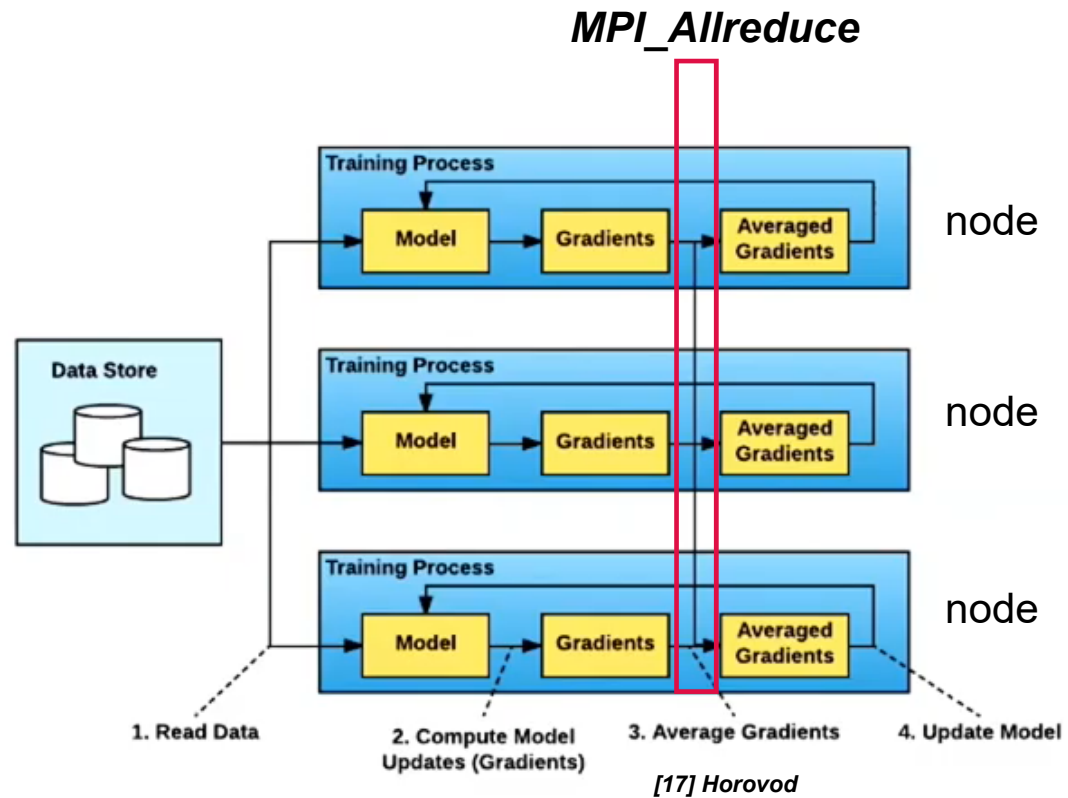 MPI_Allreduce
Training Process
Model
Gradients
Averaged
Gradients
node
Data Store
Training Process
Model
Gradients
Averaged
Gradients
node
Training Process
Model
Gradients
Averaged
Gradients
node
1. Read Data
2. Compute Model
Updates (Gradients)
3. Average Gradients
4. Update Model
[17] Horovod